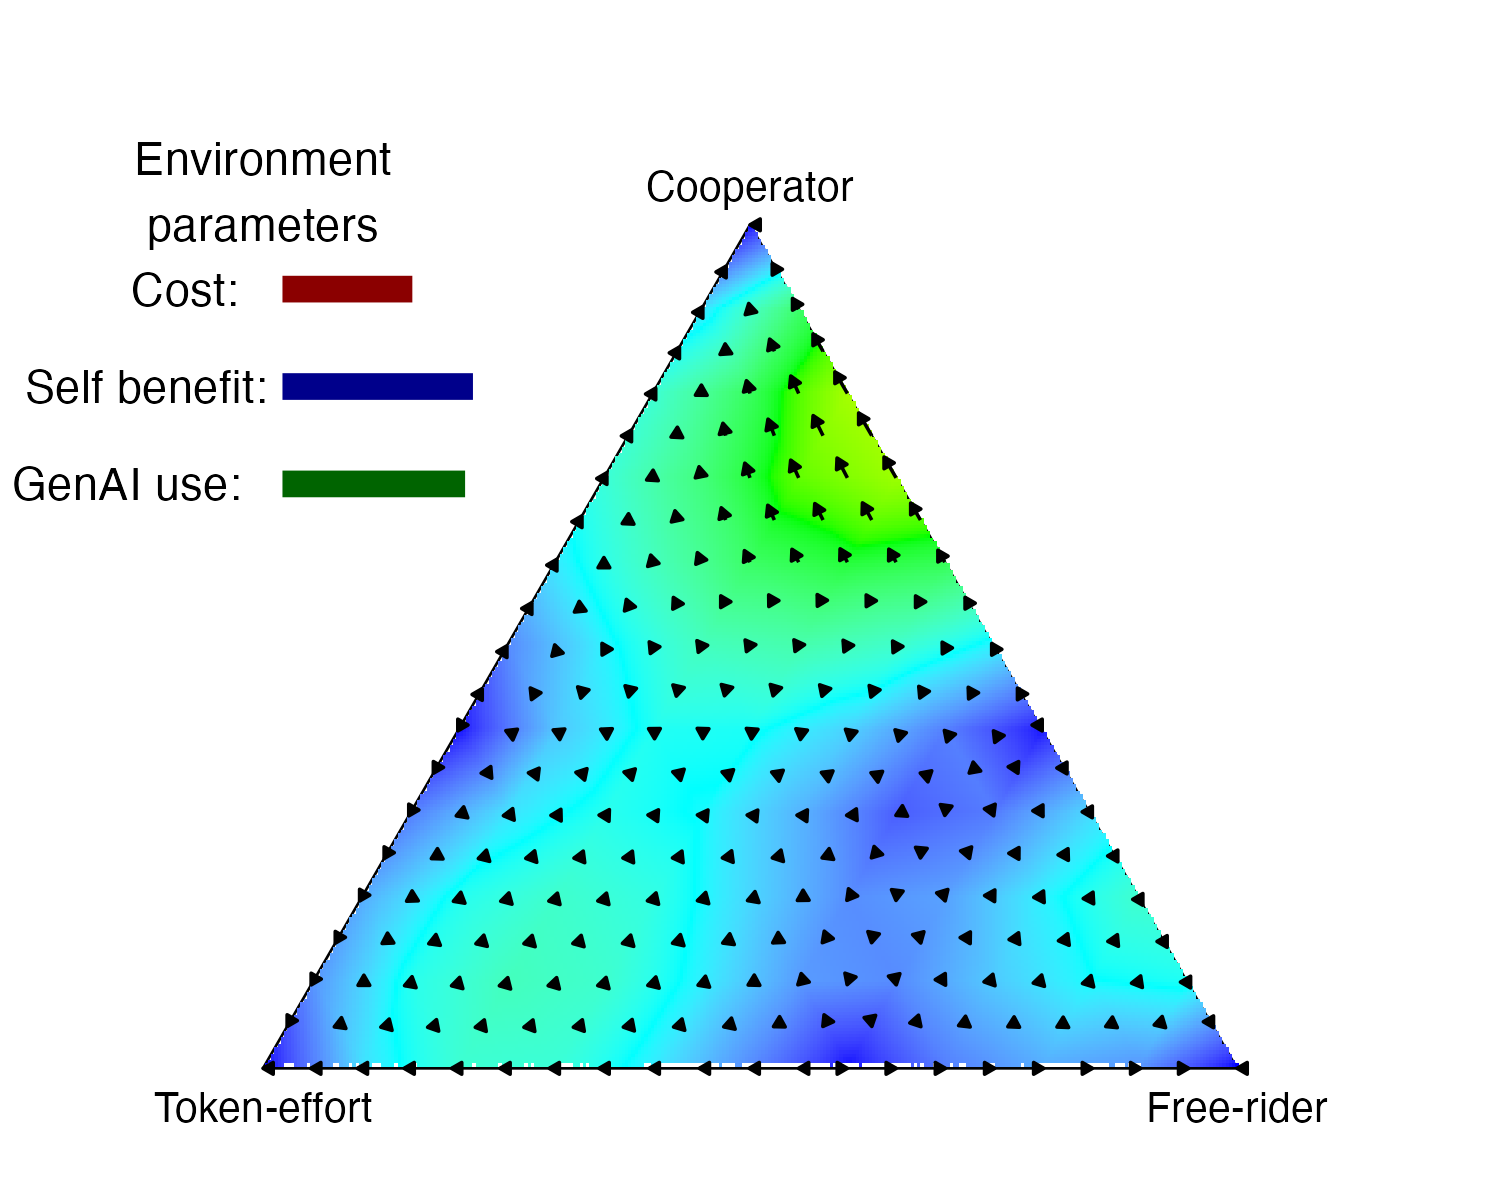 Environment
parameters
Cost:
Self benefit:
GenAI use:
Cooperator
Token-effort
Free-rider